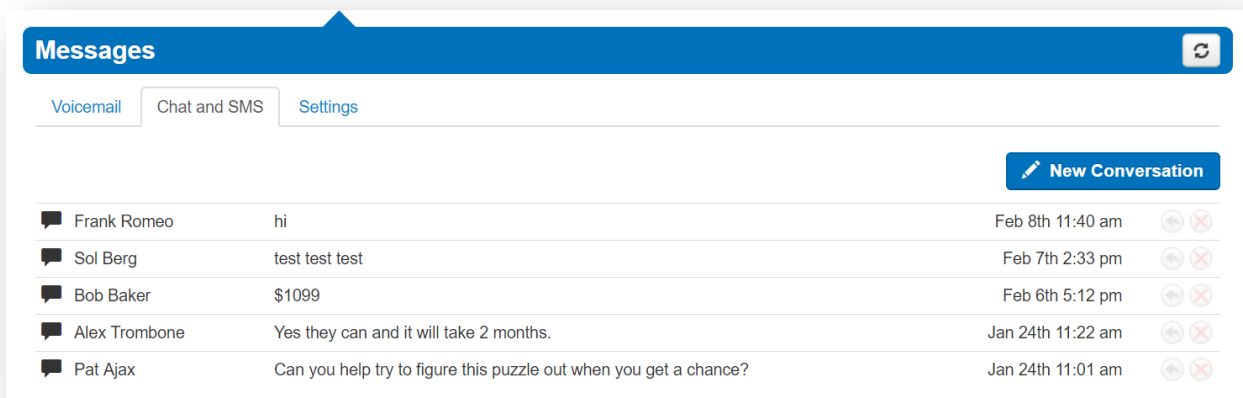 Messages
Voicemail Chat and SMS Settings
New Conversation
Frank Romeo hi Feb 8th 11:40 am
Sol Berg test test test Feb 7th 2:33 pm
Bob Baker $1099 Feb 6th 5:12 pm
Alex Trombone Yes they can and it will take 2 months. Jan 24th 11:22 am
Pat Ajax Can you help try to figure this puzzle out when you get a chance? Jan 24th 11:01 am